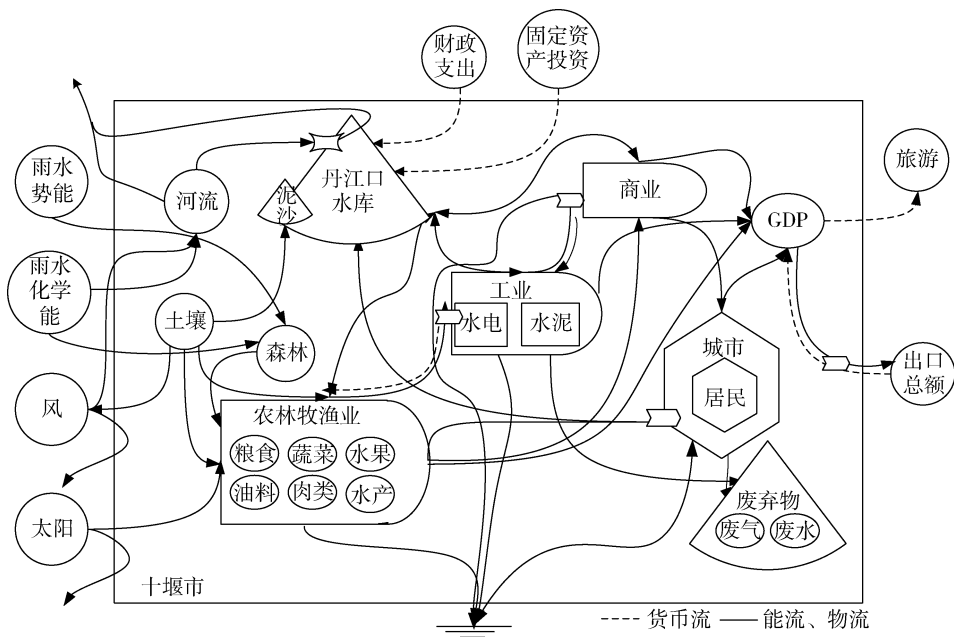 财政
支出
固定资
产投资
雨水
势能
河流
泥
沙
丹江口
水库
商业
旅游
GDP
雨水
化学
能
土壤
森林
工业
水电
水泥
城市
居民
出口
总额
风
农林牧渔业
粮食
蔬菜
水果
油料
肉类
水产
太阳
废弃物
废气
废水
十堰市
货币流
能流、物流